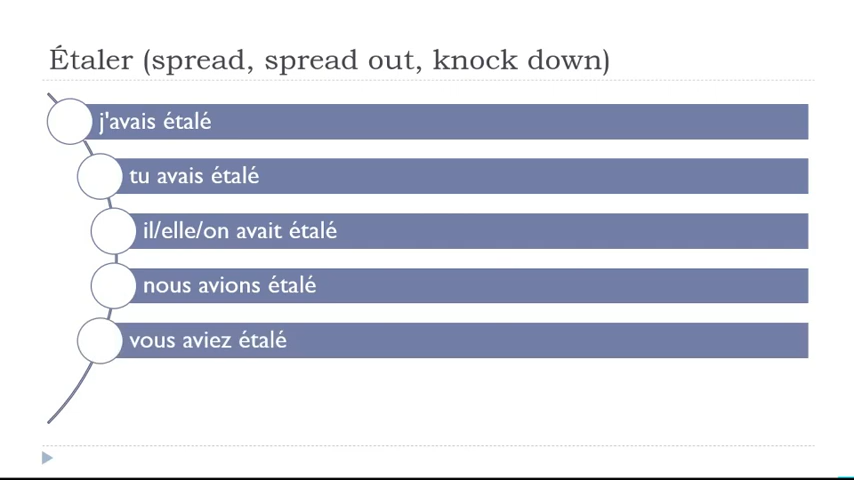 Étaler (spread, spread out, knock down)
j'avais étalé
tu avais étalé
il/elle/on avait étalé
nous avions étalé
vous aviez étalé